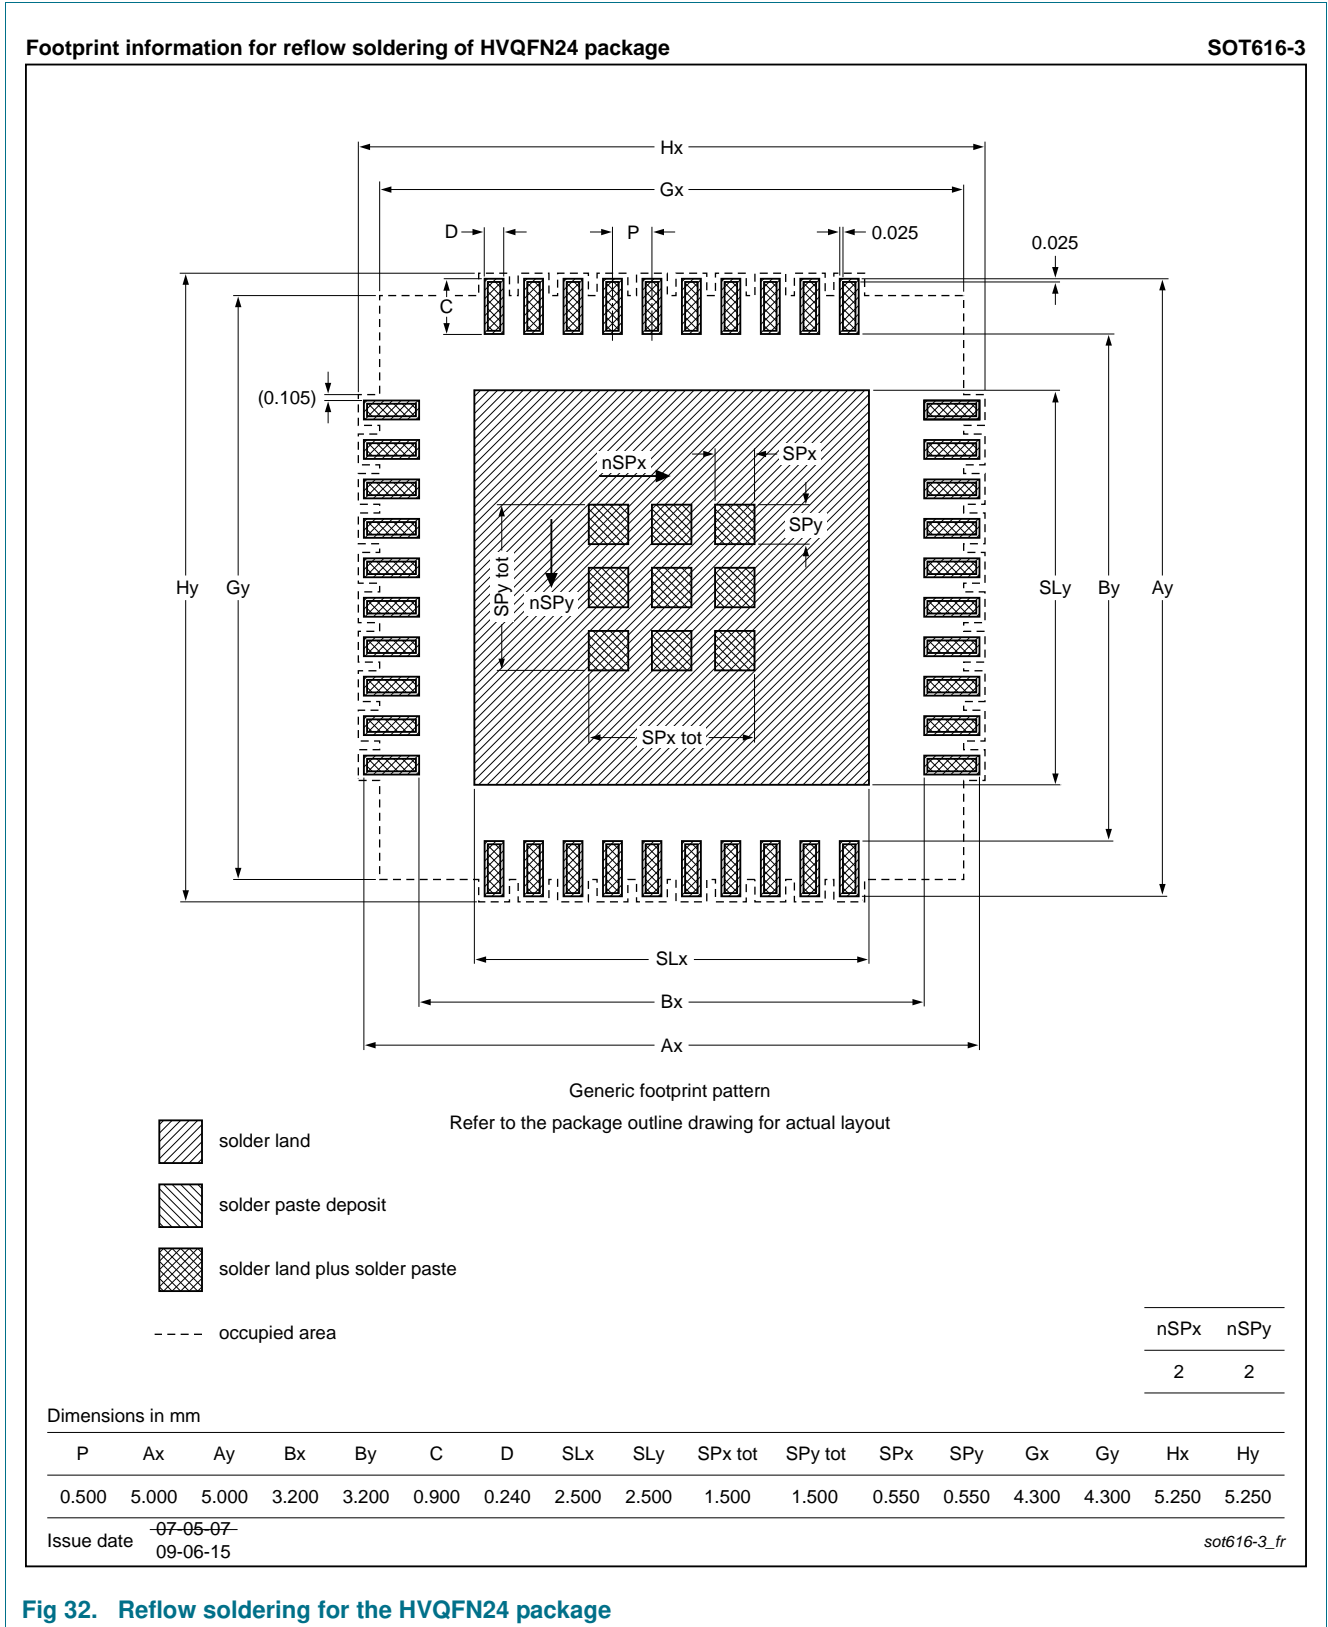 Footprint information for reflow soldering of HVQFN24 package SOT616-3
Hx
Gx
D P 0.025
0.025
C
(0.105)
nSPx
SPx
SPy
SPy tot
nSPy
Hy Gy SLy By Ay
SPx tot
SLx
Bx
Ax
Generic footprint pattern
Refer to the package outline drawing for actual layout
solder land
solder paste deposit
solder land plus solder paste
occupied area
nSPx nSPy
2 2
Dimensions in mm
P Ax Ay Bx By C D SLx SLy SPx tot SPy tot SPx SPy Gx Gy Hx Hy
0.500 5.000 5.000 3.200 3.200 0.900 0.240 2.500 2.500 1.500 1.500 0.550 0.550 4.300 4.300 5.250 5.250
Issue date 07-05-07
09-06-15
sot616-3_fr
Fig 32. Reflow soldering for the HVQFN24 package